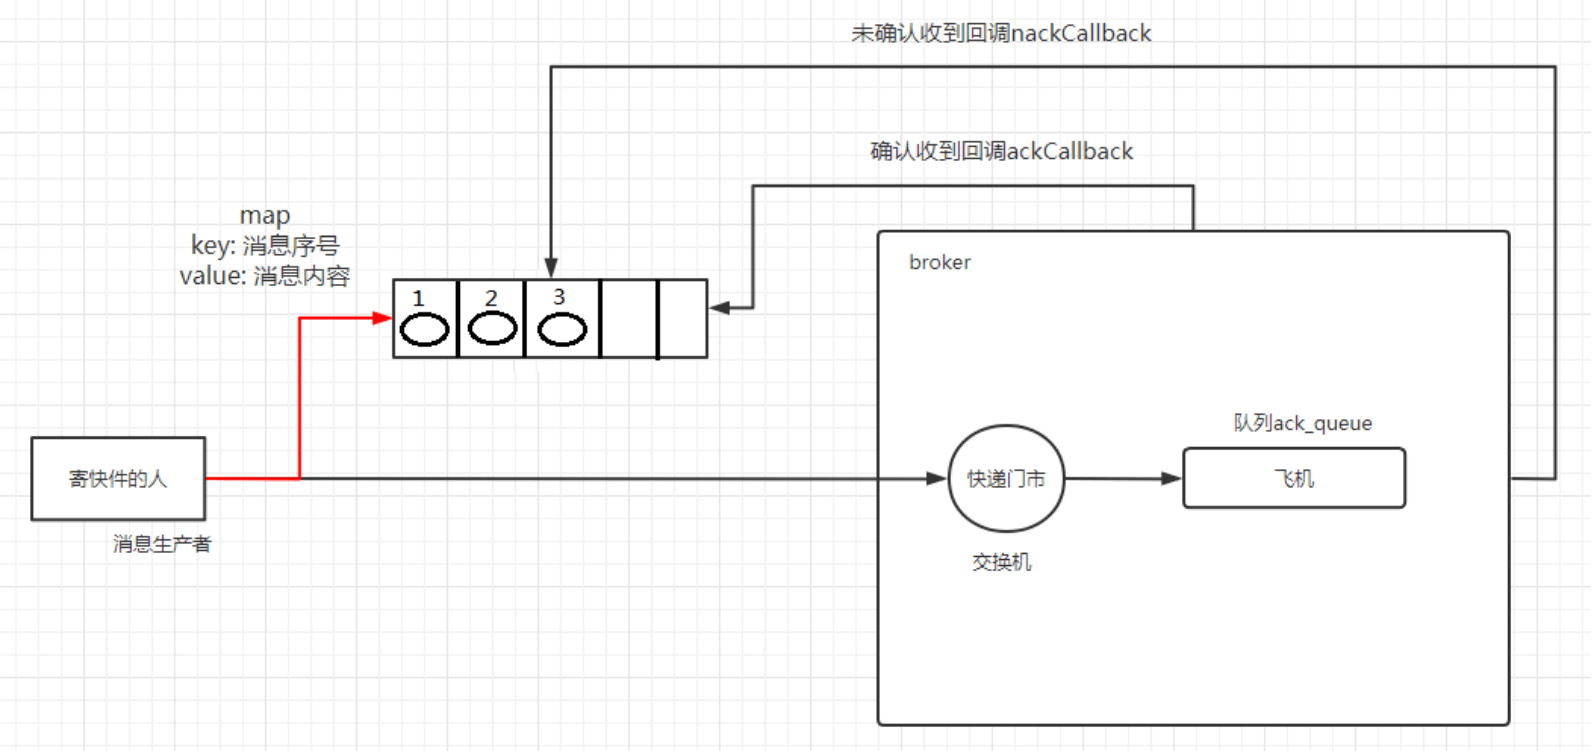 未确认收到回调nackCallback
确认收到回调ackCallback
map
key: 消息序号
value: 消息内容
1 2 3
broker
队列ack_queue
寄快件的人
快递门市
飞机
消息生产者
交换机